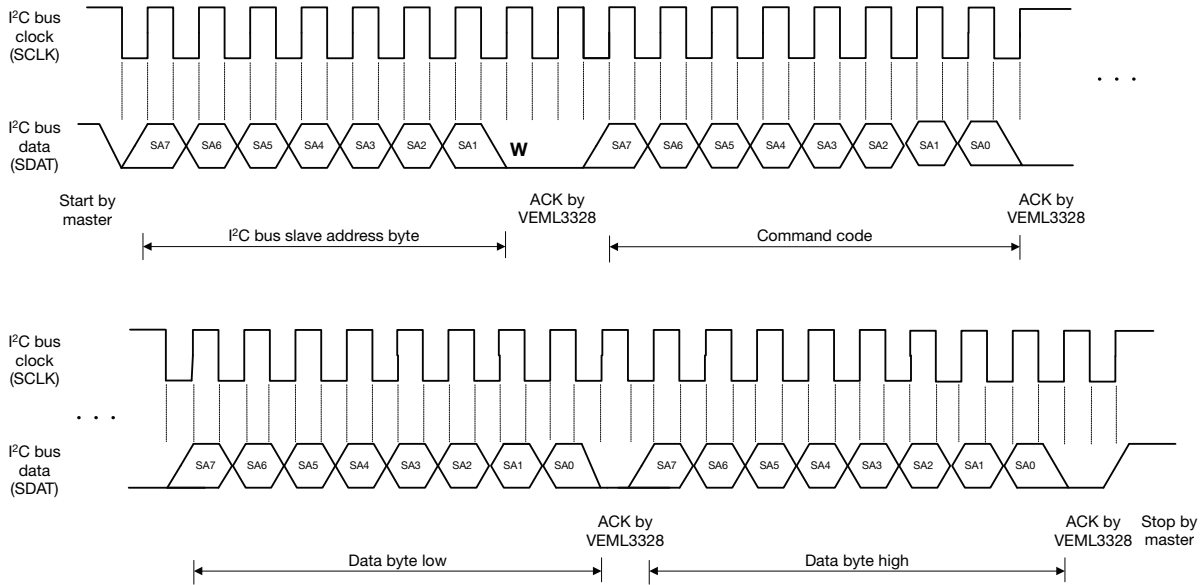 I²C bus
clock
(SCLK)
. . .
I²C bus
data
(SDAT)
SA7 SA6 SA5 SA4 SA3 SA2 SA1 W SA7 SA6 SA5 SA4 SA3 SA2 SA1 SA0
Start by
master
ACK by
VEML3328
ACK by
VEML3328
I²C bus slave address byte
Command code
I²C bus
clock
(SCLK)
. . .
I²C bus
data
(SDAT)
SA7 SA6 SA5 SA4 SA3 SA2 SA1 SA0 SA7 SA6 SA5 SA4 SA3 SA2 SA1 SA0
ACK by
VEML3328
ACK by
VEML3328
Stop by
master
Data byte low
Data byte high